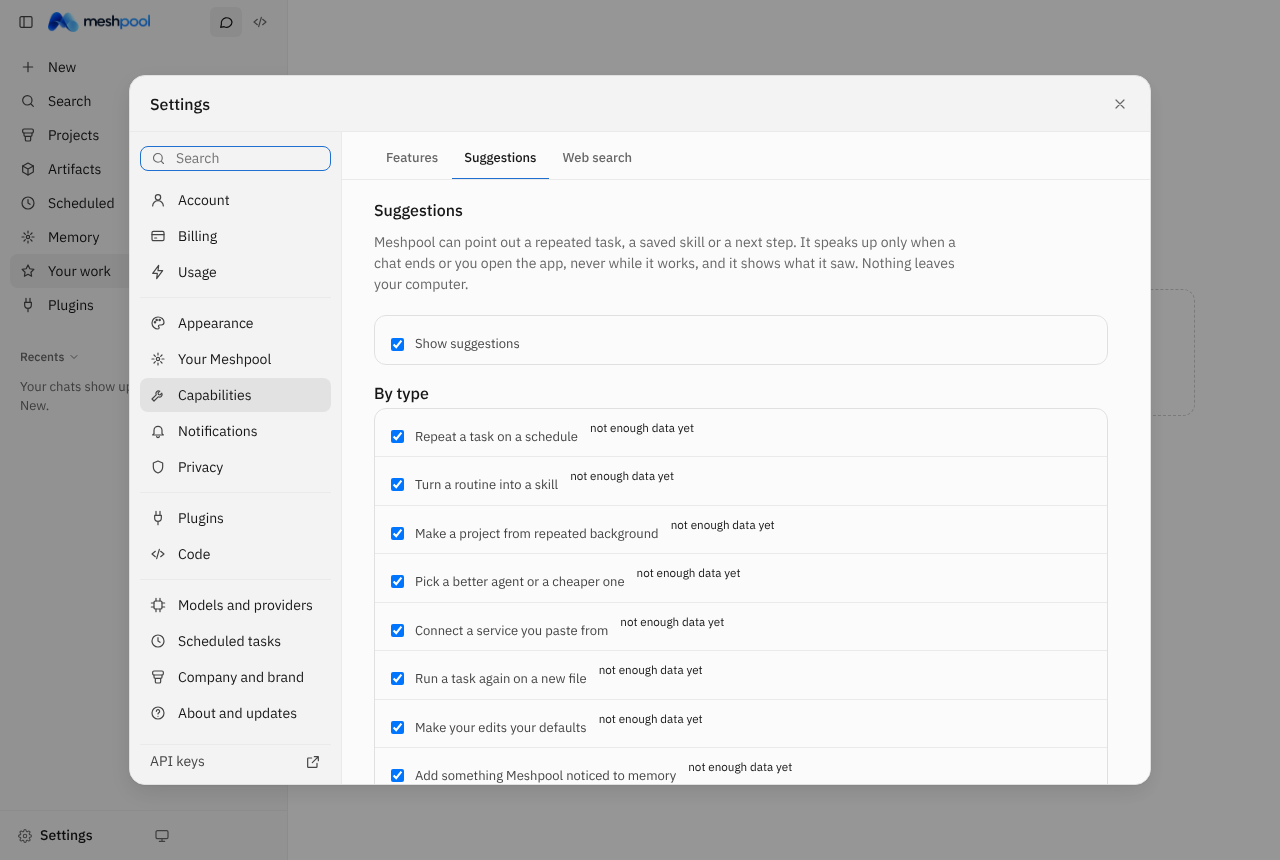 meshpool
New
Search
Projects
Artifacts
Scheduled
Memory
Your work
Plugins
Recents
Your chats show up
New.
Settings
Settings
Search
Account
Billing
Usage
Appearance
Your Meshpool
Capabilities
Notifications
Privacy
Plugins
Code
Models and providers
Scheduled tasks
Company and brand
About and updates
API keys
Features Suggestions Web search
Suggestions
Meshpool can point out a repeated task, a saved skill or a next step. It speaks up only when a
chat ends or you open the app, never while it works, and it shows what it saw. Nothing leaves
your computer.
Show suggestions
By type
Repeat a task on a schedule not enough data yet
Turn a routine into a skill not enough data yet
Make a project from repeated background not enough data yet
Pick a better agent or a cheaper one not enough data yet
Connect a service you paste from not enough data yet
Run a task again on a new file not enough data yet
Make your edits your defaults not enough data yet
Add something Meshpool noticed to memory not enough data yet